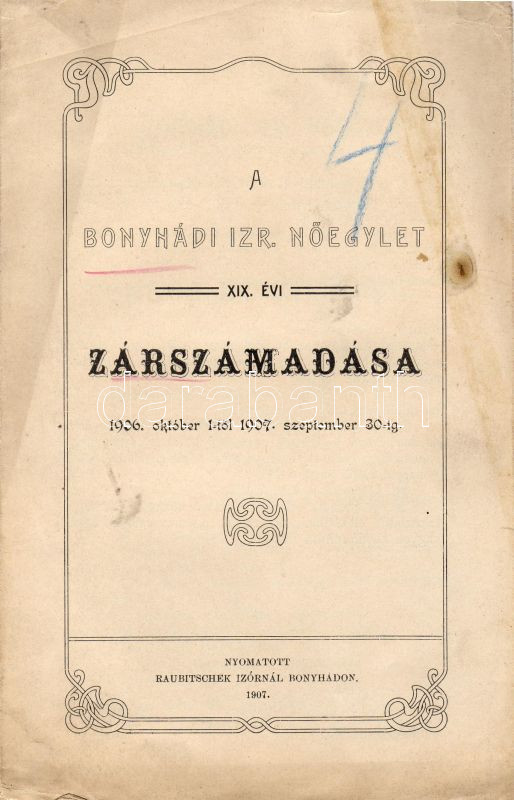 4
A
BONYHÁDI IZR. NŐEGYLET
XIX. ÉVI
ZÁRSZÁMADÁSA
darabanth
1906. október 1-től 1907. szeptember 30-ig.
NYOMATOTT
RAUBITSCHEK IZÓRNÁL BONYHÁDON.
1907.